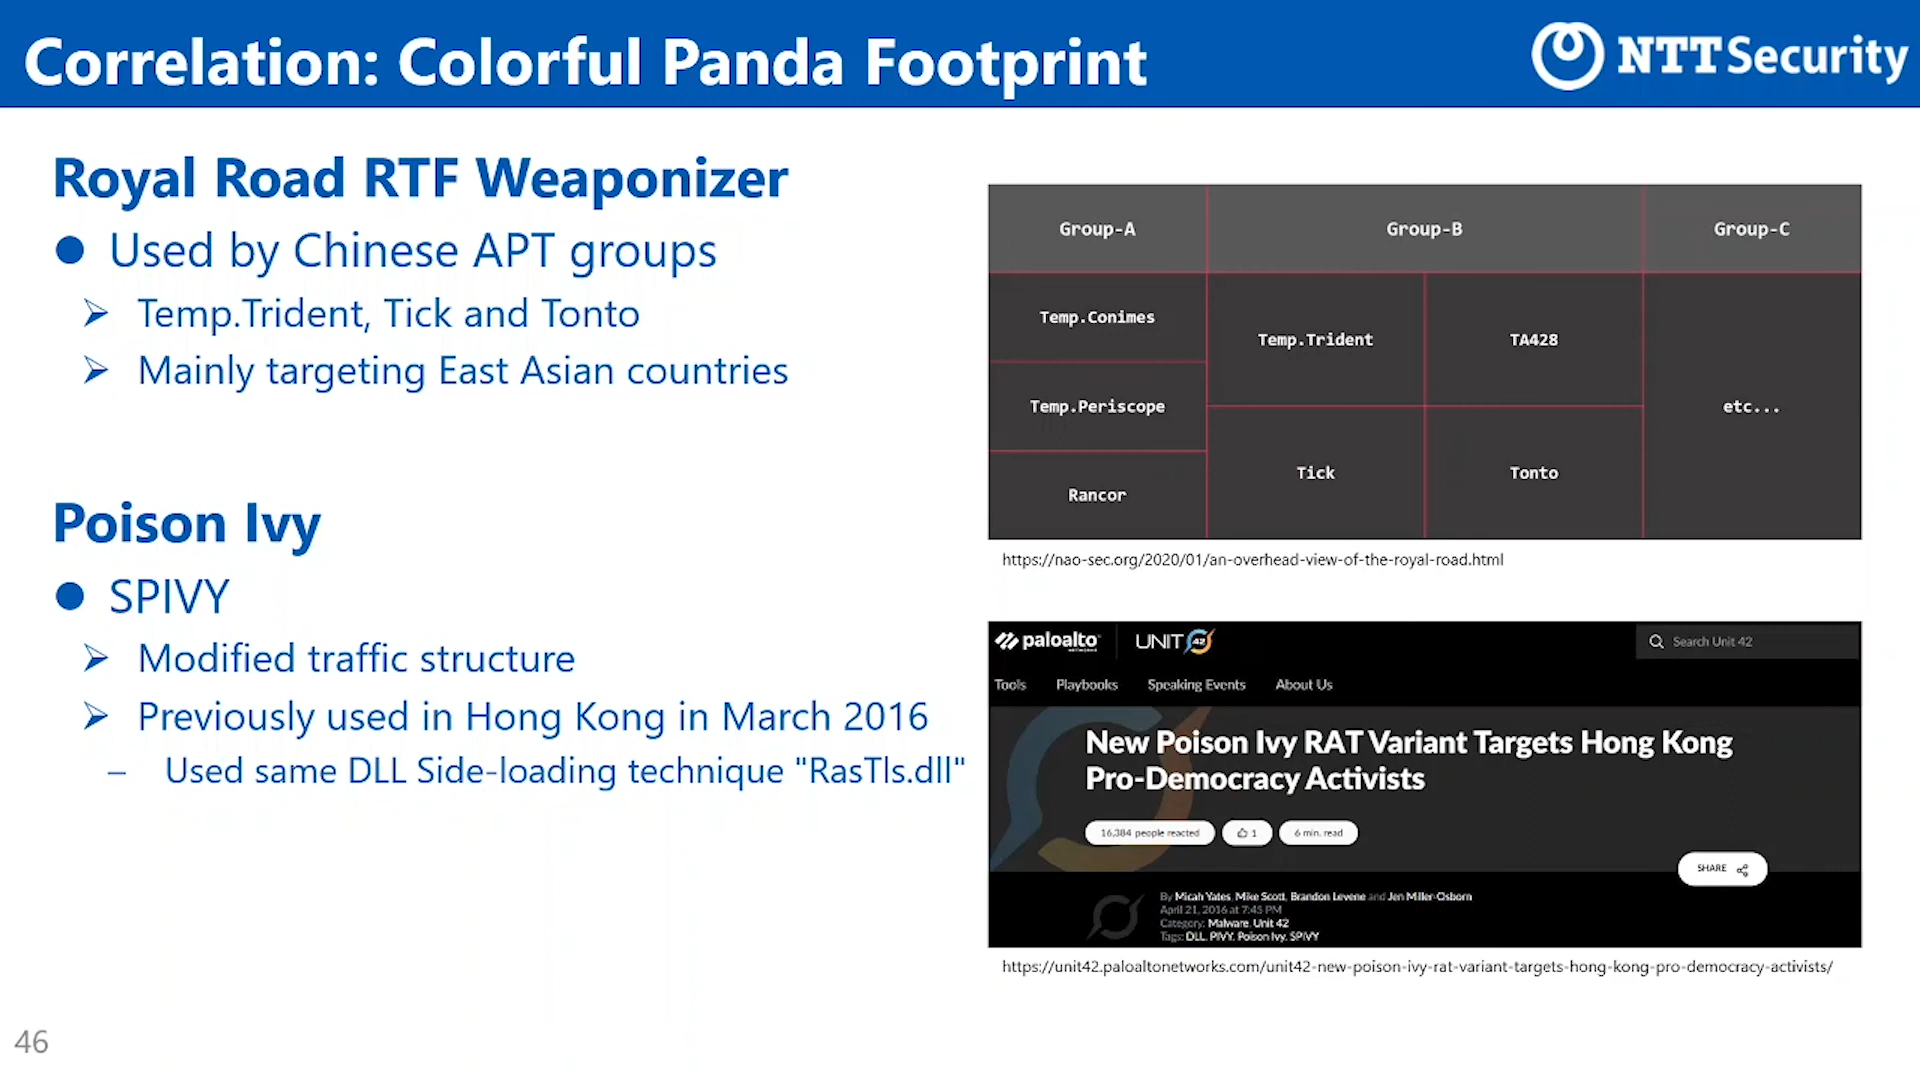 Correlation: Colorful Panda Footprint
NTT Security
Royal Road RTF Weaponizer
Used by Chinese APT groups
Temp.Trident, Tick and Tonto
Mainly targeting East Asian countries
Poison Ivy
SPIVY
Modified traffic structure
Previously used in Hong Kong in March 2016
– Used same DLL Side-loading technique "RasTls.dll"
Group-A
Group-B
Group-C
Temp.Conimes
Temp.Periscope
Rancor
Temp.Trident
TA428
Tick
Tonto
etc...
https://nao-sec.org/2020/01/an-overhead-view-of-the-royal-road.html
paloalto
NETWORKS
UNIT 42
Search Unit 42
Tools Playbooks Speaking Events About Us
New Poison Ivy RAT Variant Targets Hong Kong
Pro-Democracy Activists
16,384 people reacted
1
6 min. read
SHARE
By Micah Yates, Mike Scott, Brandon Levene and Jen Miller-Osborn
April 21, 2016 at 7:45 PM
Category: Malware, Unit 42
Tags: DLL, PIVY, Poison Ivy, SPIVY
https://unit42.paloaltonetworks.com/unit42-new-poison-ivy-rat-variant-targets-hong-kong-pro-democracy-activists/
46